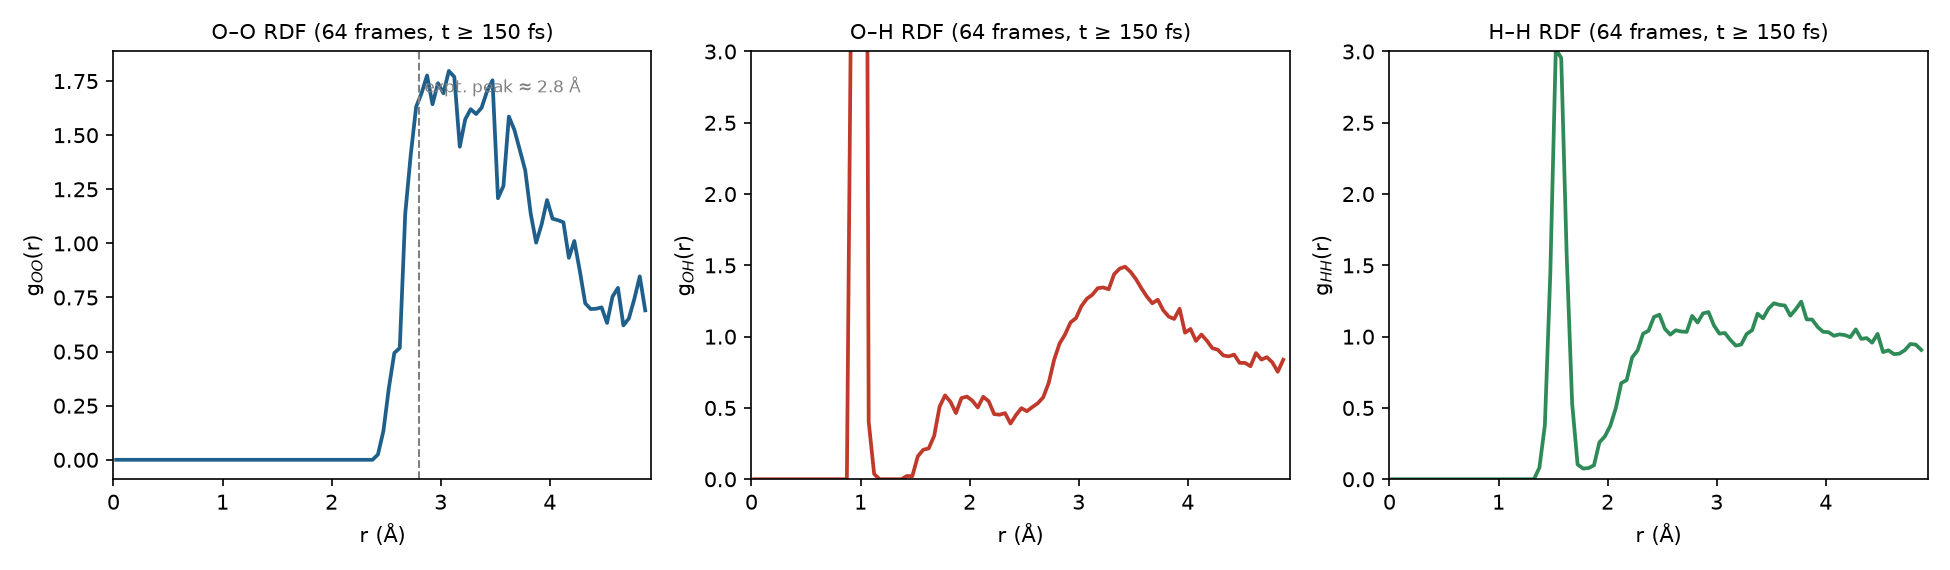 O–O RDF (64 frames, t ≥ 150 fs)
g_OO(r)
1.75
1.50
1.25
1.00
0.75
0.50
0.25
0.00
expt. peak ≈ 2.8 Å
0 1 2 3 4
r (Å)
O–H RDF (64 frames, t ≥ 150 fs)
g_OH(r)
3.0
2.5
2.0
1.5
1.0
0.5
0.0
0 1 2 3 4
r (Å)
H–H RDF (64 frames, t ≥ 150 fs)
g_HH(r)
3.0
2.5
2.0
1.5
1.0
0.5
0.0
0 1 2 3 4
r (Å)